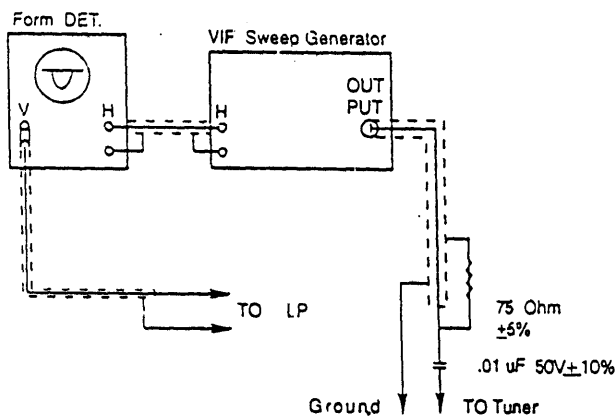 Form DET.
VIF Sweep Generator
V
H
H
OUT
PUT
TO LP
75 Ohm
±5%
.01 uF 50V±10%
Ground
TO Tuner